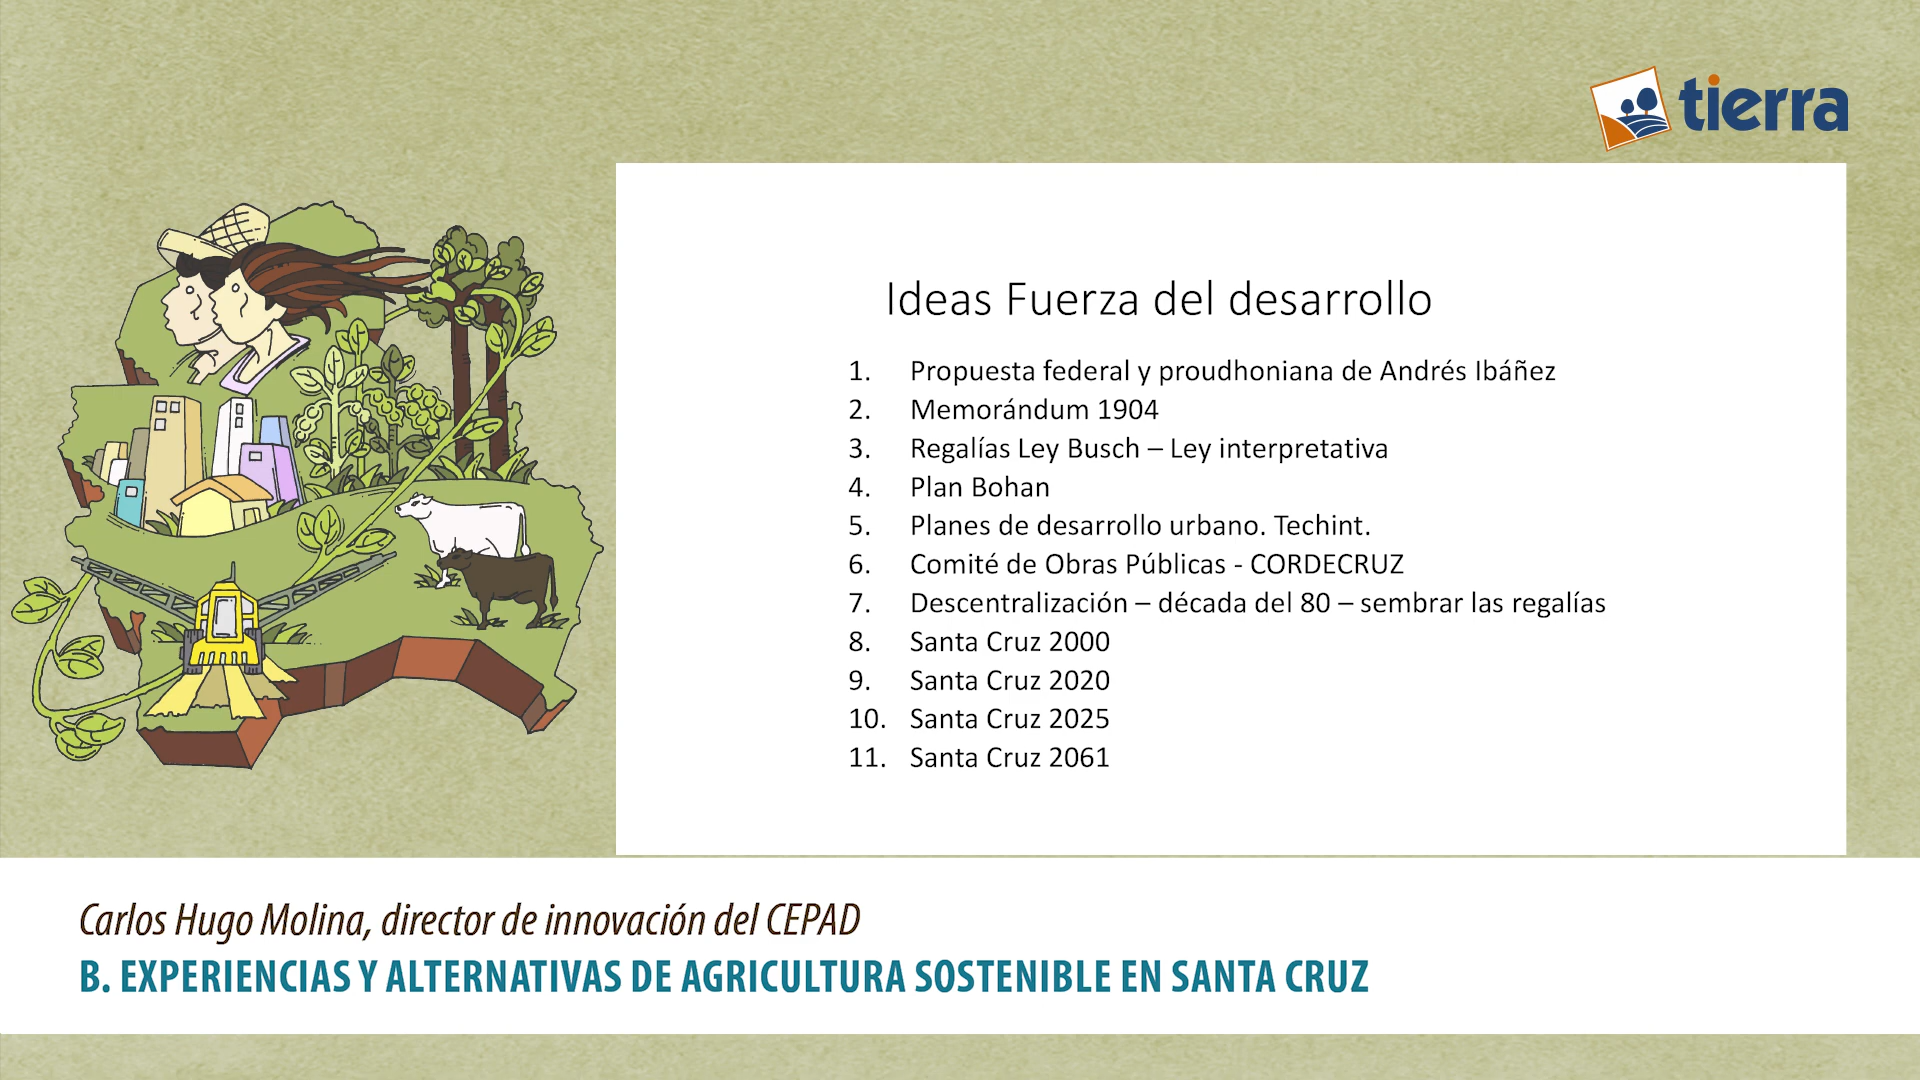 tierra
Ideas Fuerza del desarrollo
1. Propuesta federal y proudhoniana de Andrés Ibáñez
2. Memorándum 1904
3. Regalías Ley Busch – Ley interpretativa
4. Plan Bohan
5. Planes de desarrollo urbano. Techint.
6. Comité de Obras Públicas - CORDECRUZ
7. Descentralización – década del 80 – sembrar las regalías
8. Santa Cruz 2000
9. Santa Cruz 2020
10. Santa Cruz 2025
11. Santa Cruz 2061
Carlos Hugo Molina, director de innovación del CEPAD
B. EXPERIENCIAS Y ALTERNATIVAS DE AGRICULTURA SOSTENIBLE EN SANTA CRUZ